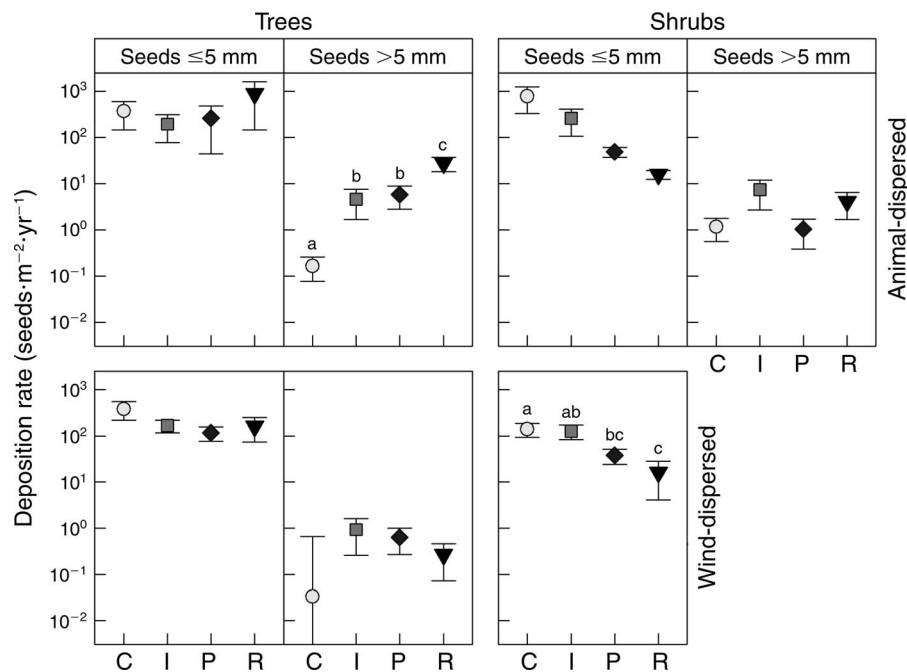 Trees Shrubs
Seeds ≤5 mm Seeds >5 mm Seeds ≤5 mm Seeds >5 mm
Deposition rate (seeds·m⁻²·yr⁻¹)
10³
10²
10¹
10⁰
10⁻¹
10⁻²
a b b c
C I P R
Animal-dispersed
10³
10²
10¹
10⁰
10⁻¹
10⁻²
a ab bc c
C I P R C I P R C I P R
Wind-dispersed